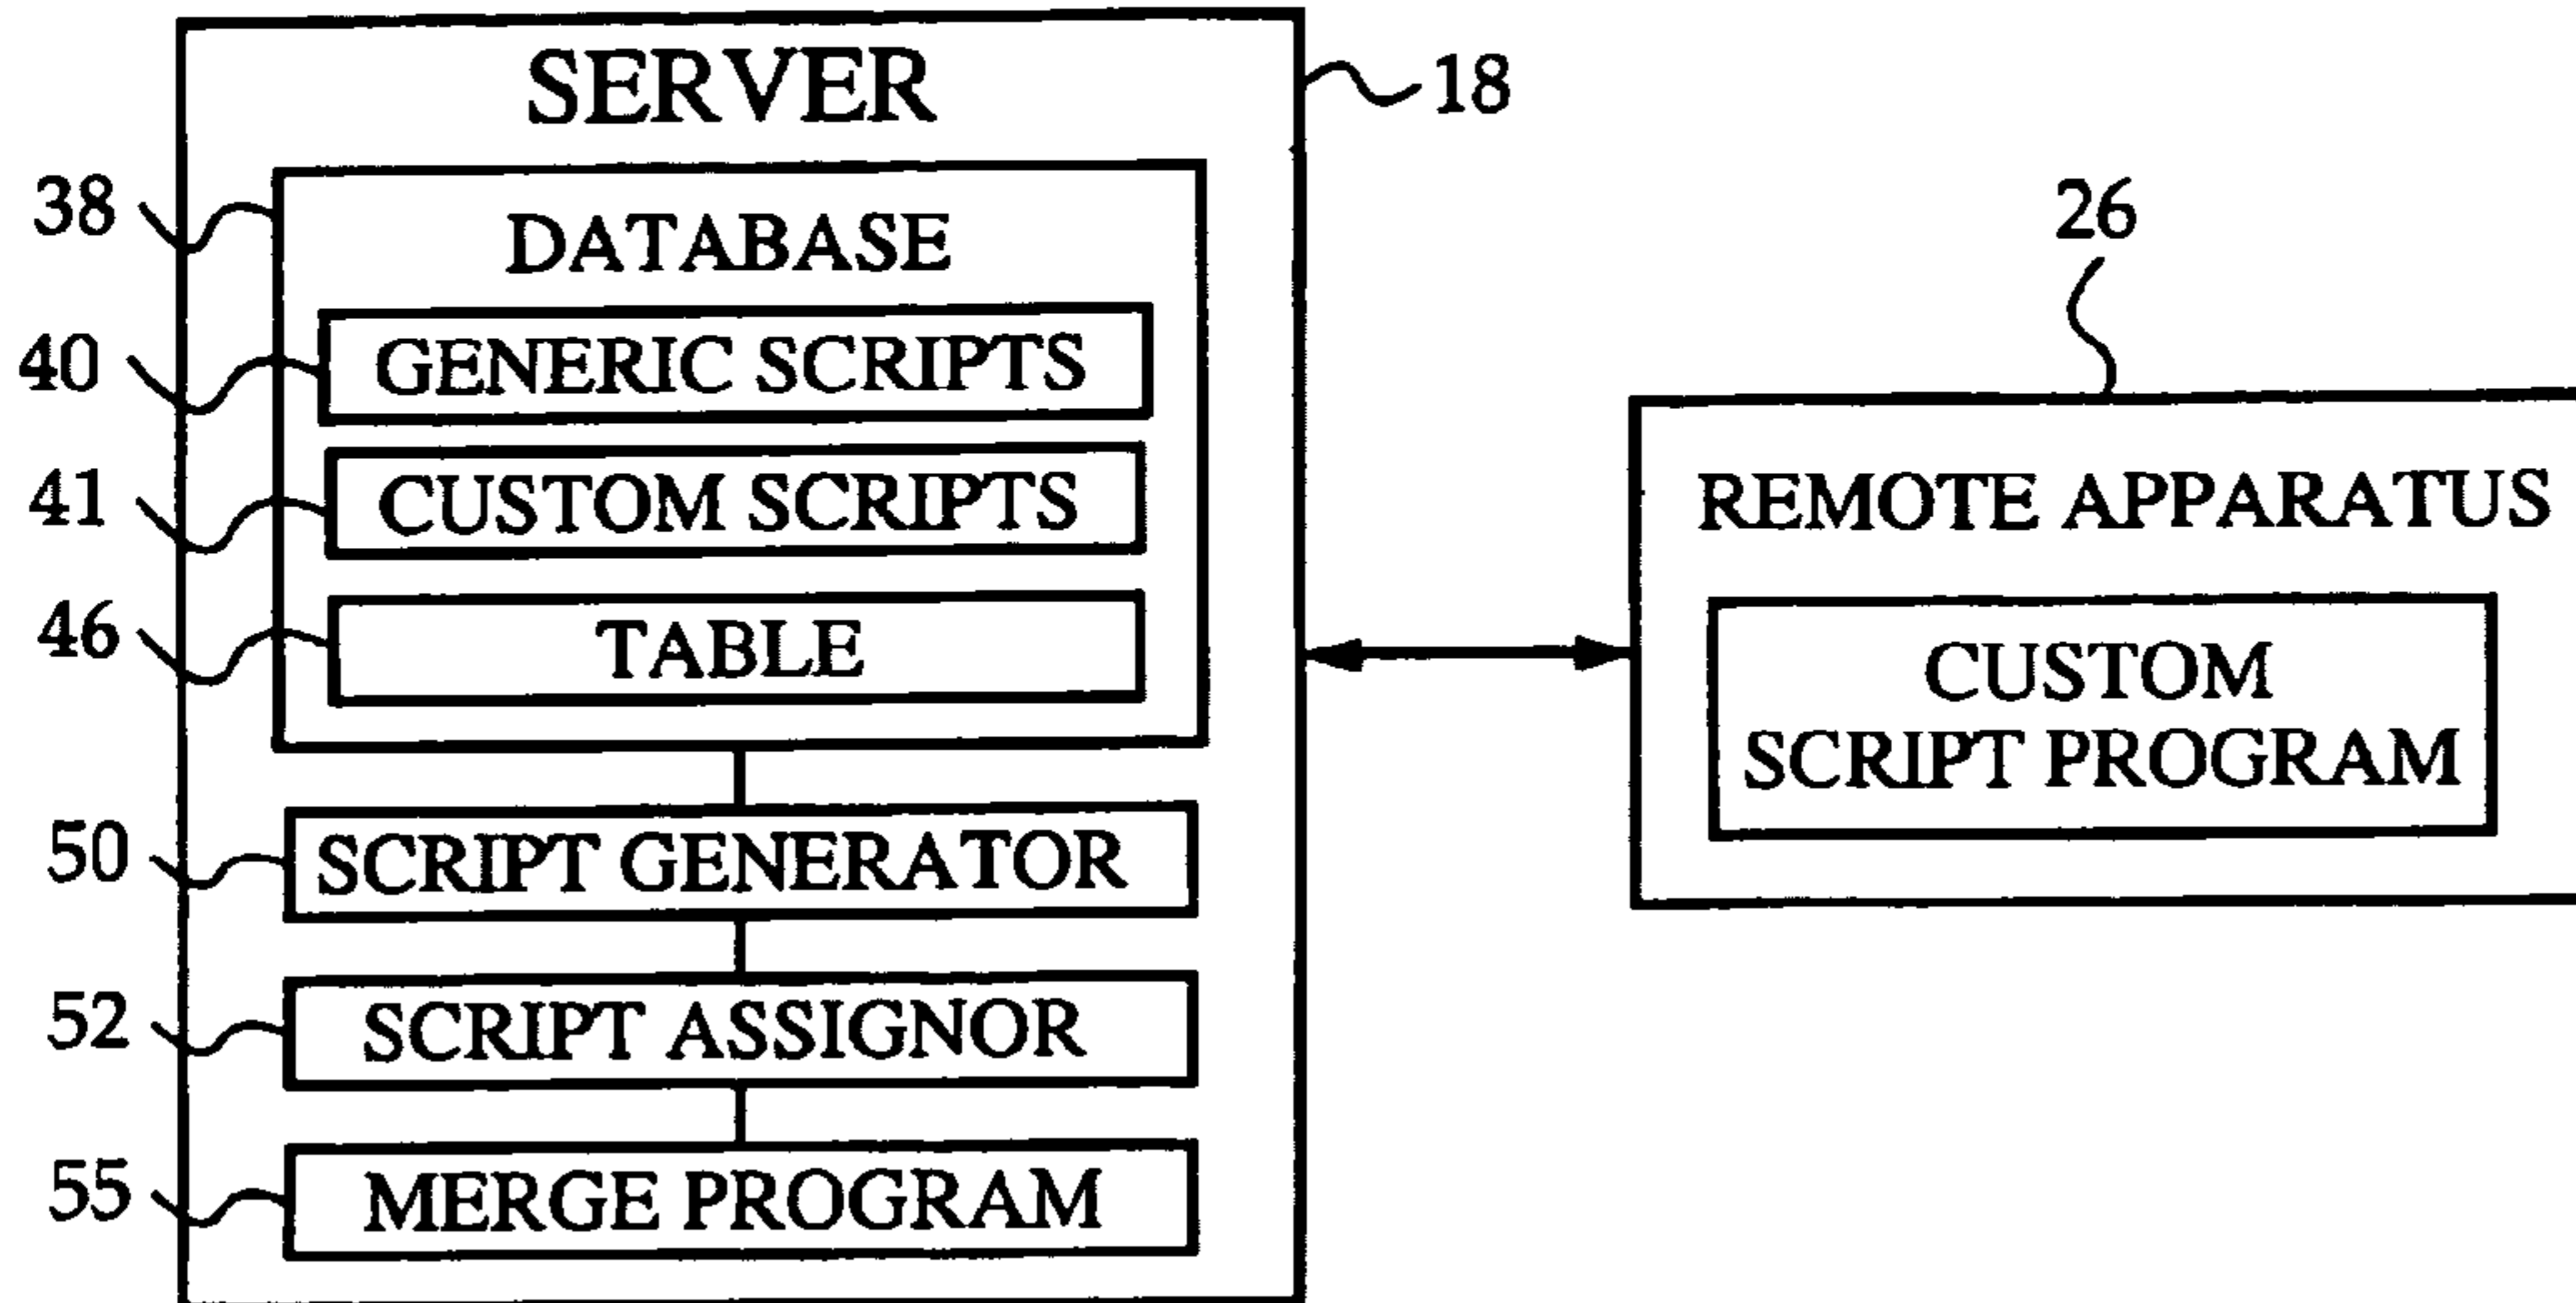 SERVER
18
38
DATABASE
40
GENERIC SCRIPTS
41
CUSTOM SCRIPTS
46
TABLE
50
SCRIPT GENERATOR
52
SCRIPT ASSIGNOR
55
MERGE PROGRAM
26
REMOTE APPARATUS
CUSTOM
SCRIPT PROGRAM